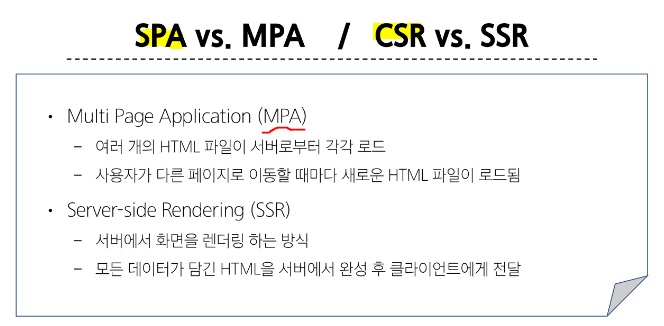 SPA vs. MPA / CSR vs. SSR
• Multi Page Application (MPA)
– 여러 개의 HTML 파일이 서버로부터 각각 로드
– 사용자가 다른 페이지로 이동할 때마다 새로운 HTML 파일이 로드됨
• Server-side Rendering (SSR)
– 서버에서 화면을 렌더링 하는 방식
– 모든 데이터가 담긴 HTML을 서버에서 완성 후 클라이언트에게 전달